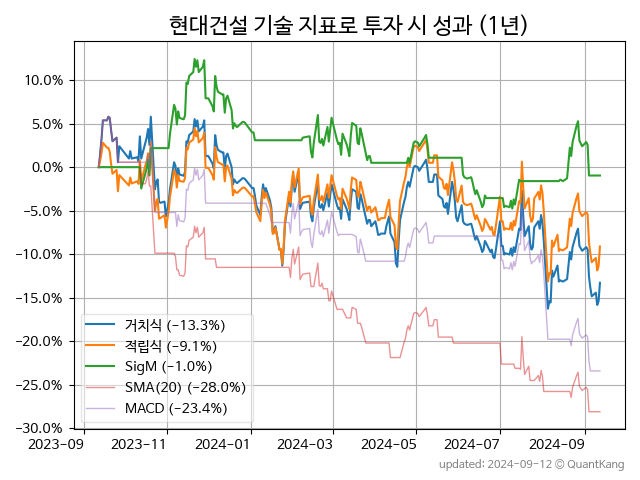 현대건설 기술 지표로 투자 시 성과 (1년)
10.0%
5.0%
0.0%
−5.0%
−10.0%
−15.0%
−20.0%
−25.0%
−30.0%
거치식 (−13.3%)
적립식 (−9.1%)
SigM (−1.0%)
SMA(20) (−28.0%)
MACD (−23.4%)
2023-09 2023-11 2024-01 2024-03 2024-05 2024-07 2024-09
updated: 2024-09-12 © QuantKang